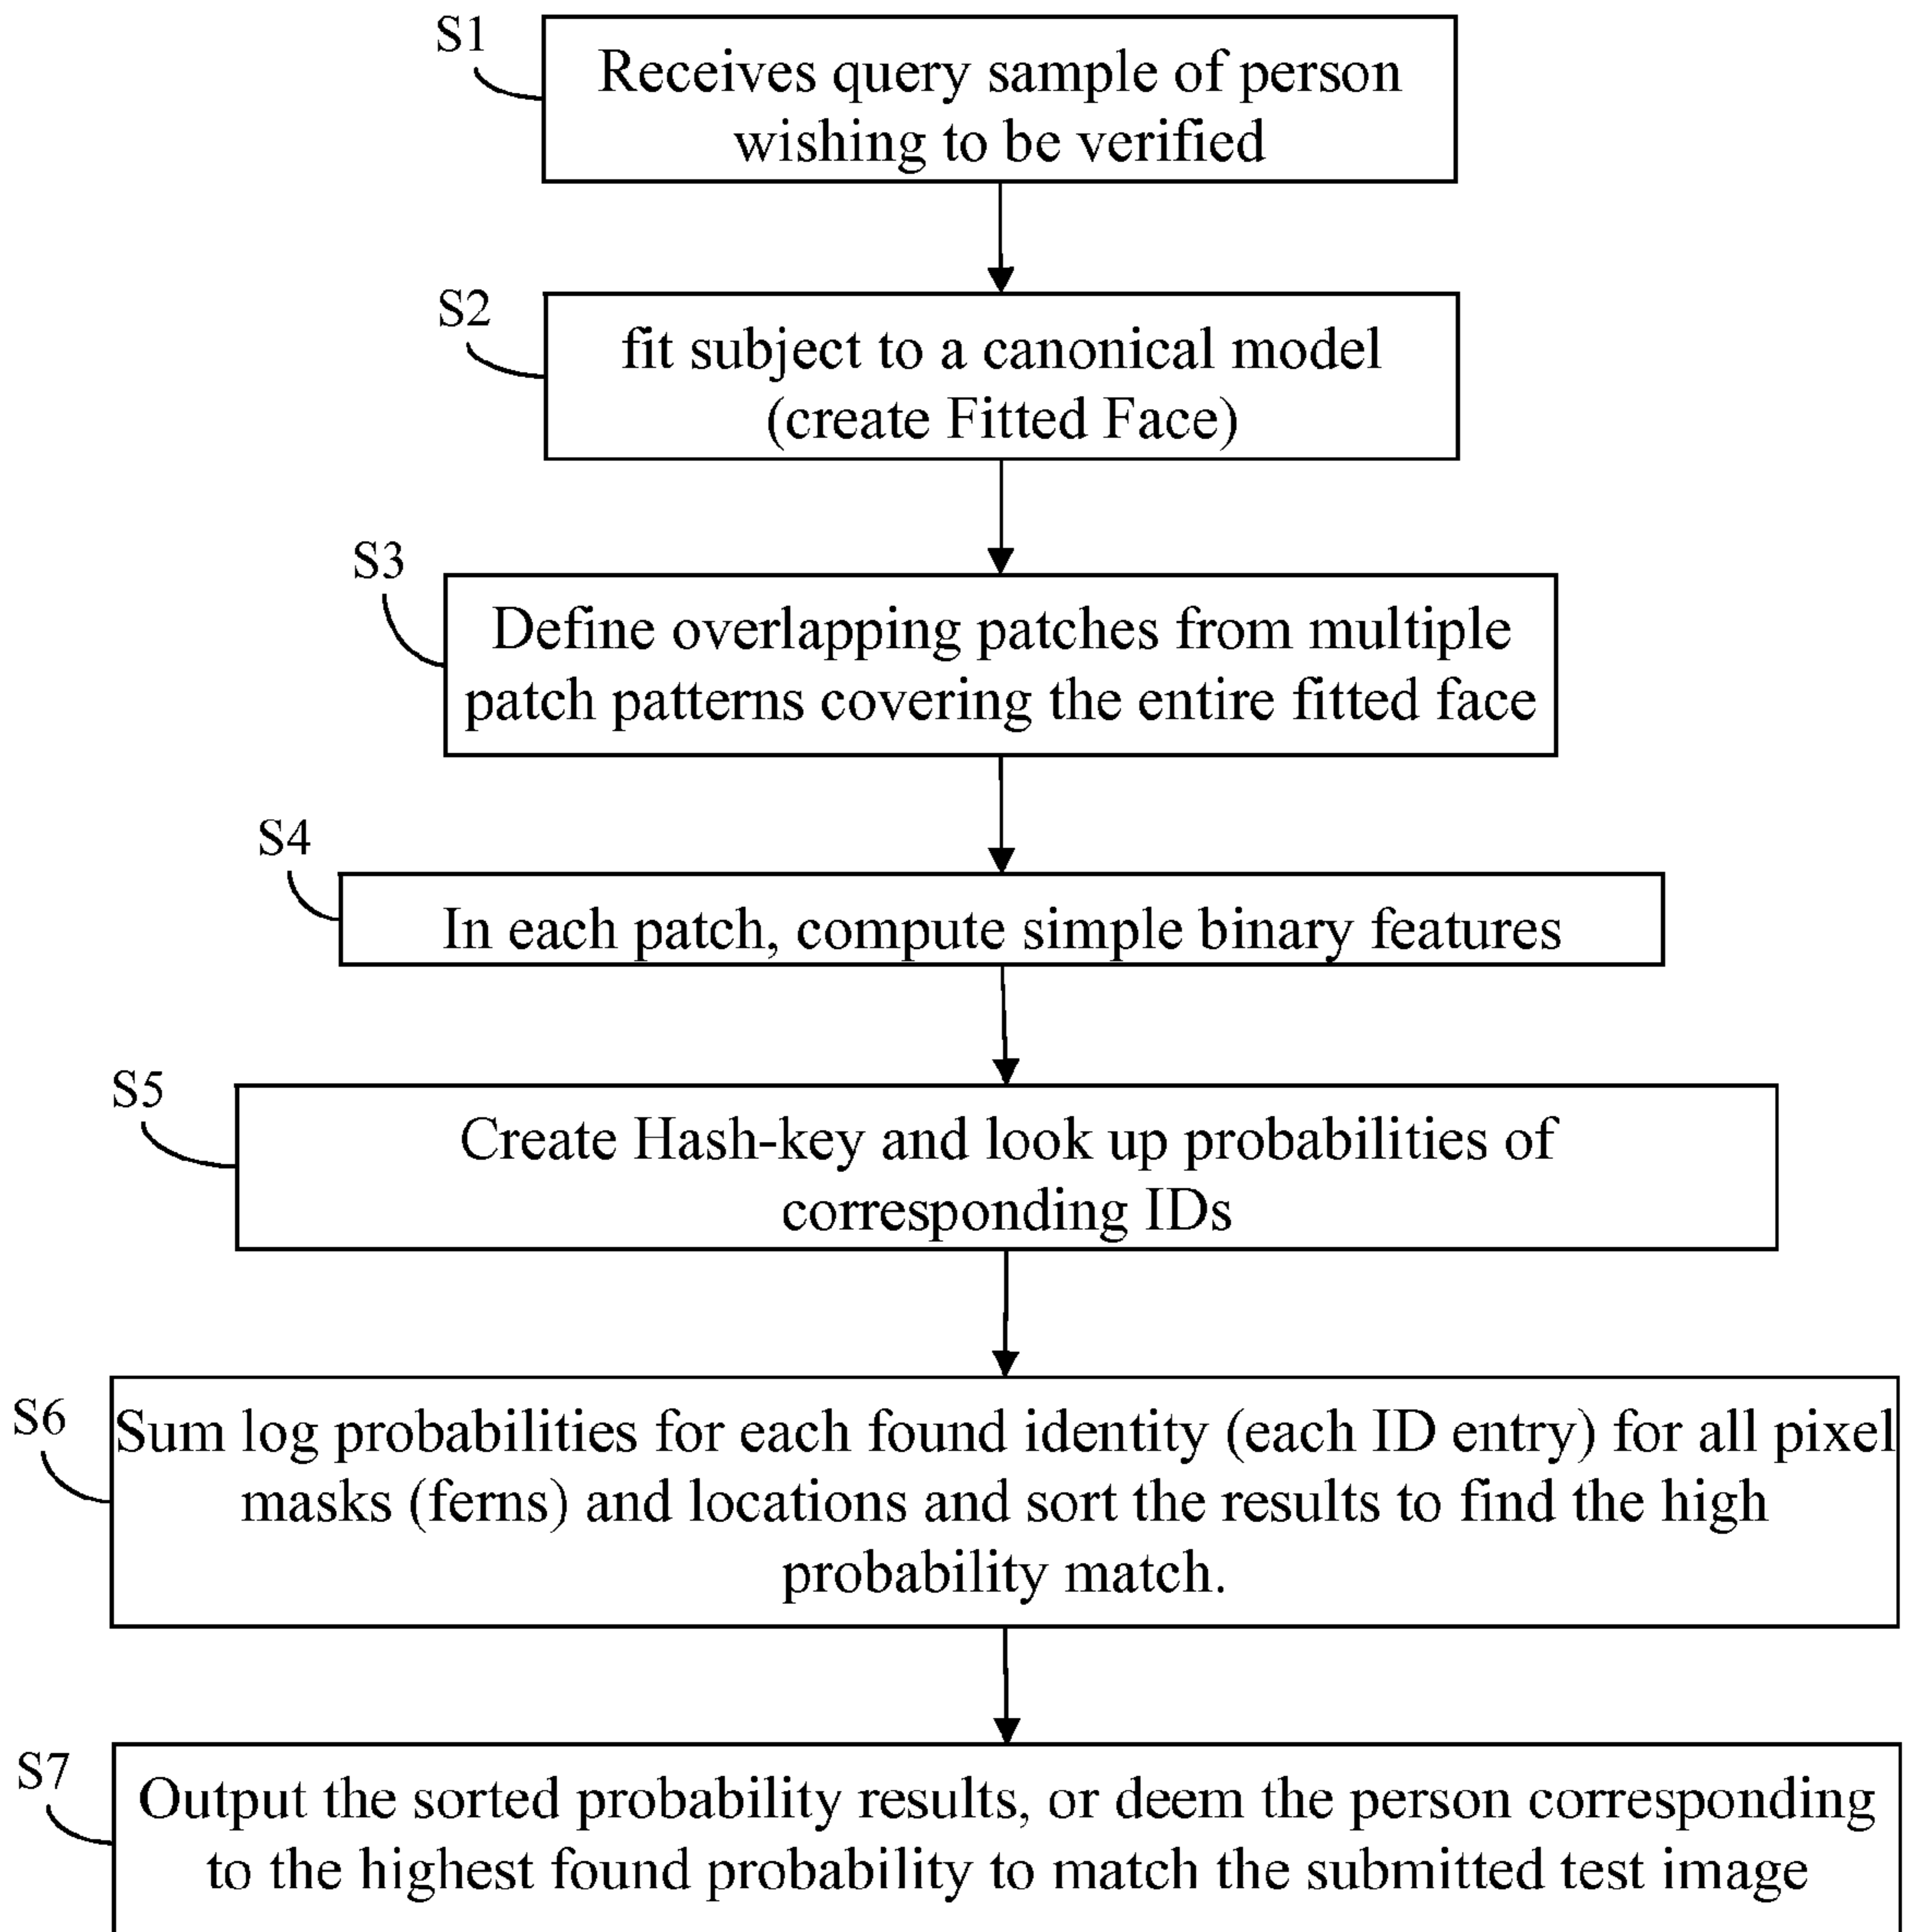 S1
Receives query sample of person
wishing to be verified
S2
fit subject to a canonical model
(create Fitted Face)
S3
Define overlapping patches from multiple
patch patterns covering the entire fitted face
S4
In each patch, compute simple binary features
S5
Create Hash-key and look up probabilities of
corresponding IDs
S6
Sum log probabilities for each found identity (each ID entry) for all pixel
masks (ferns) and locations and sort the results to find the high
probability match.
S7
Output the sorted probability results, or deem the person corresponding
to the highest found probability to match the submitted test image